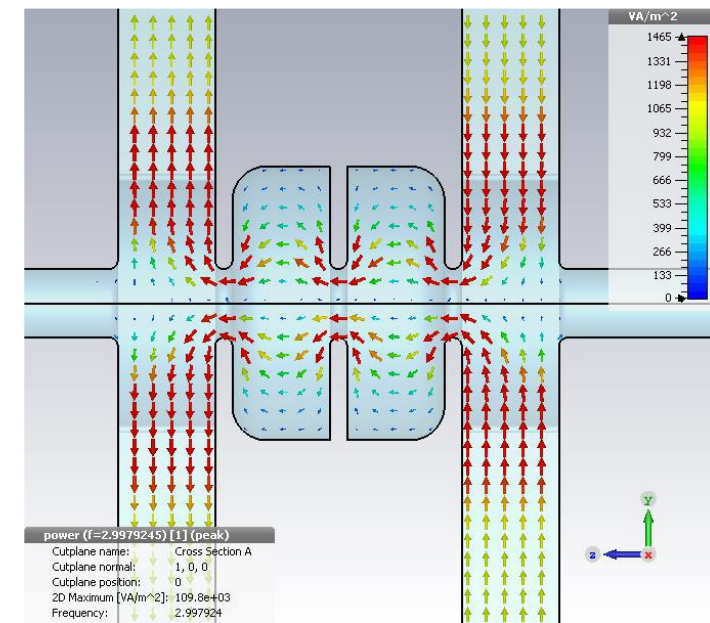 VA/m^2
1465
1331
1198
1065
932
799
666
533
399
266
133
0
power (f=2.9979245) [1] (peak)
Cutplane name: Cross Section A
Cutplane normal: 1, 0, 0
Cutplane position: 0
2D Maximum [VA/m^2]: 109.8e+03
Frequency: 2.997924
y
z
x